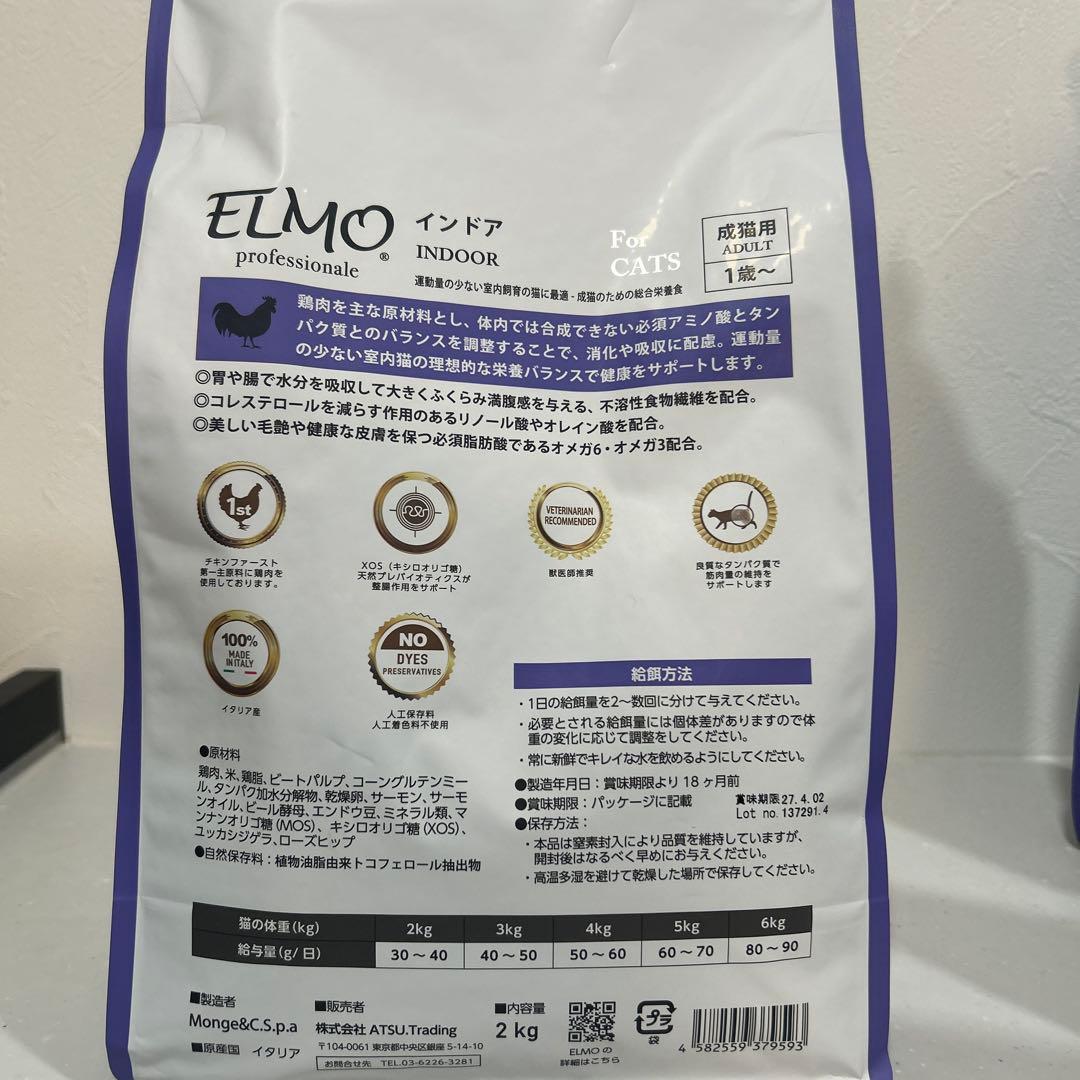 ELMO
professionale
®
インドア
INDOOR
For
CATS
成猫用
ADULT
1歳～
運動量の少ない室内飼育の猫に最適 - 成猫のための総合栄養食
鶏肉を主な原材料とし、体内では合成できない必須アミノ酸とタン
パク質とのバランスを調整することで、消化や吸収に配慮。運動量
の少ない室内猫の理想的な栄養バランスで健康をサポートします。
◎胃や腸で水分を吸収して大きくふくらみ満腹感を与える、不溶性食物繊維を配合。
◎コレステロールを減らす作用のあるリノール酸やオレイン酸を配合。
◎美しい毛艶や健康な皮膚を保つ必須脂肪酸であるオメガ6・オメガ3配合。
1st
チキンファースト
第一主原料に鶏肉を
使用しております。
XOS（キシロオリゴ糖）
天然プレバイオティクスが
整腸作用をサポート
VETERINARIAN
RECOMMENDED
獣医師推奨
良質なタンパク質で
筋肉量の維持を
サポートします
100%
MADE
IN ITALY
イタリア産
NO
DYES
PRESERVATIVES
人工保存料
人工着色料不使用
●原材料
鶏肉、米、鶏脂、ビートパルプ、コーングルテンミー
ル、タンパク加水分解物、乾燥卵、サーモン、サーモ
ンオイル、ビール酵母、エンドウ豆、ミネラル類、マ
ンナンオリゴ糖（MOS）、キシロオリゴ糖（XOS）、
ユッカシジゲラ、ローズヒップ
●自然保存料：植物油脂由来トコフェロール抽出物
給餌方法
・1日の給餌量を2～数回に分けて与えてください。
・必要とされる給餌量には個体差がありますので体
重の変化に応じて調整をしてください。
・常に新鮮でキレイな水を飲めるようにしてください。
●製造年月日：賞味期限より 18 ヶ月前
●賞味期限：パッケージに記載
賞味期限27.4.02
Lot no.137291.4
●保存方法：
・本品は窒素封入により品質を維持していますが、
開封後はなるべく早めにお与えください。
・高温多湿を避けて乾燥した場所で保存してください。
猫の体重(kg) 2kg 3kg 4kg 5kg 6kg
給与量(g/日) 30～40 40～50 50～60 60～70 80～90
■製造者
Monge&C.S.p.a
■原産国 イタリア
■販売者
株式会社 ATSU.Trading
〒104-0061 東京都中央区銀座 5-14-10
お問合せ先 TEL.03-6226-3281
■内容量
2 kg
ELMO の
詳細はこちら
プラ
袋
4 582559 379593